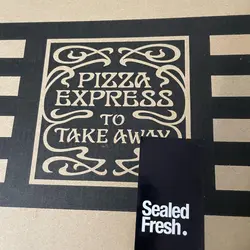 PIZZA
EXPRESS
TO
TAKE AWAY
Sealed
Fresh.